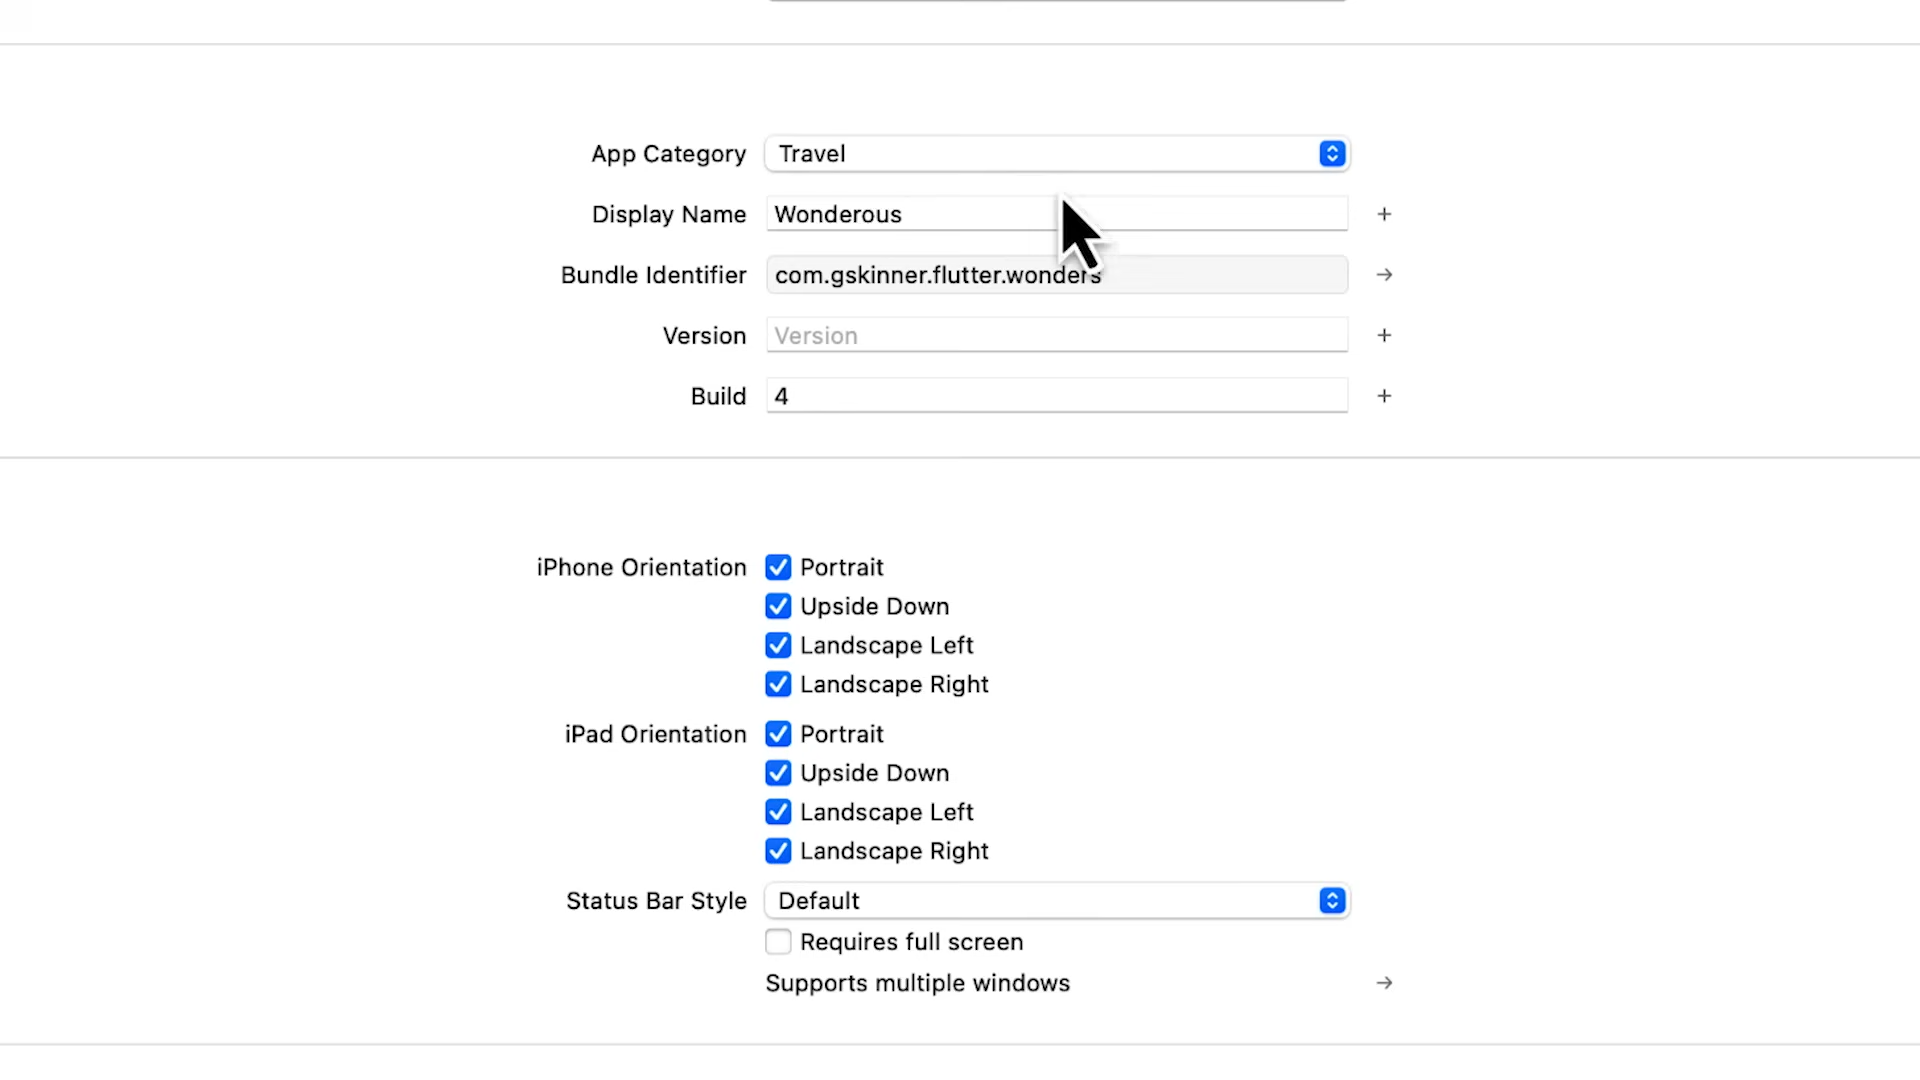 App Category Travel
Display Name Wonderous +
Bundle Identifier com.gskinner.flutter.wonders →
Version Version +
Build 4 +
iPhone Orientation Portrait
Upside Down
Landscape Left
Landscape Right
iPad Orientation Portrait
Upside Down
Landscape Left
Landscape Right
Status Bar Style Default
Requires full screen
Supports multiple windows →